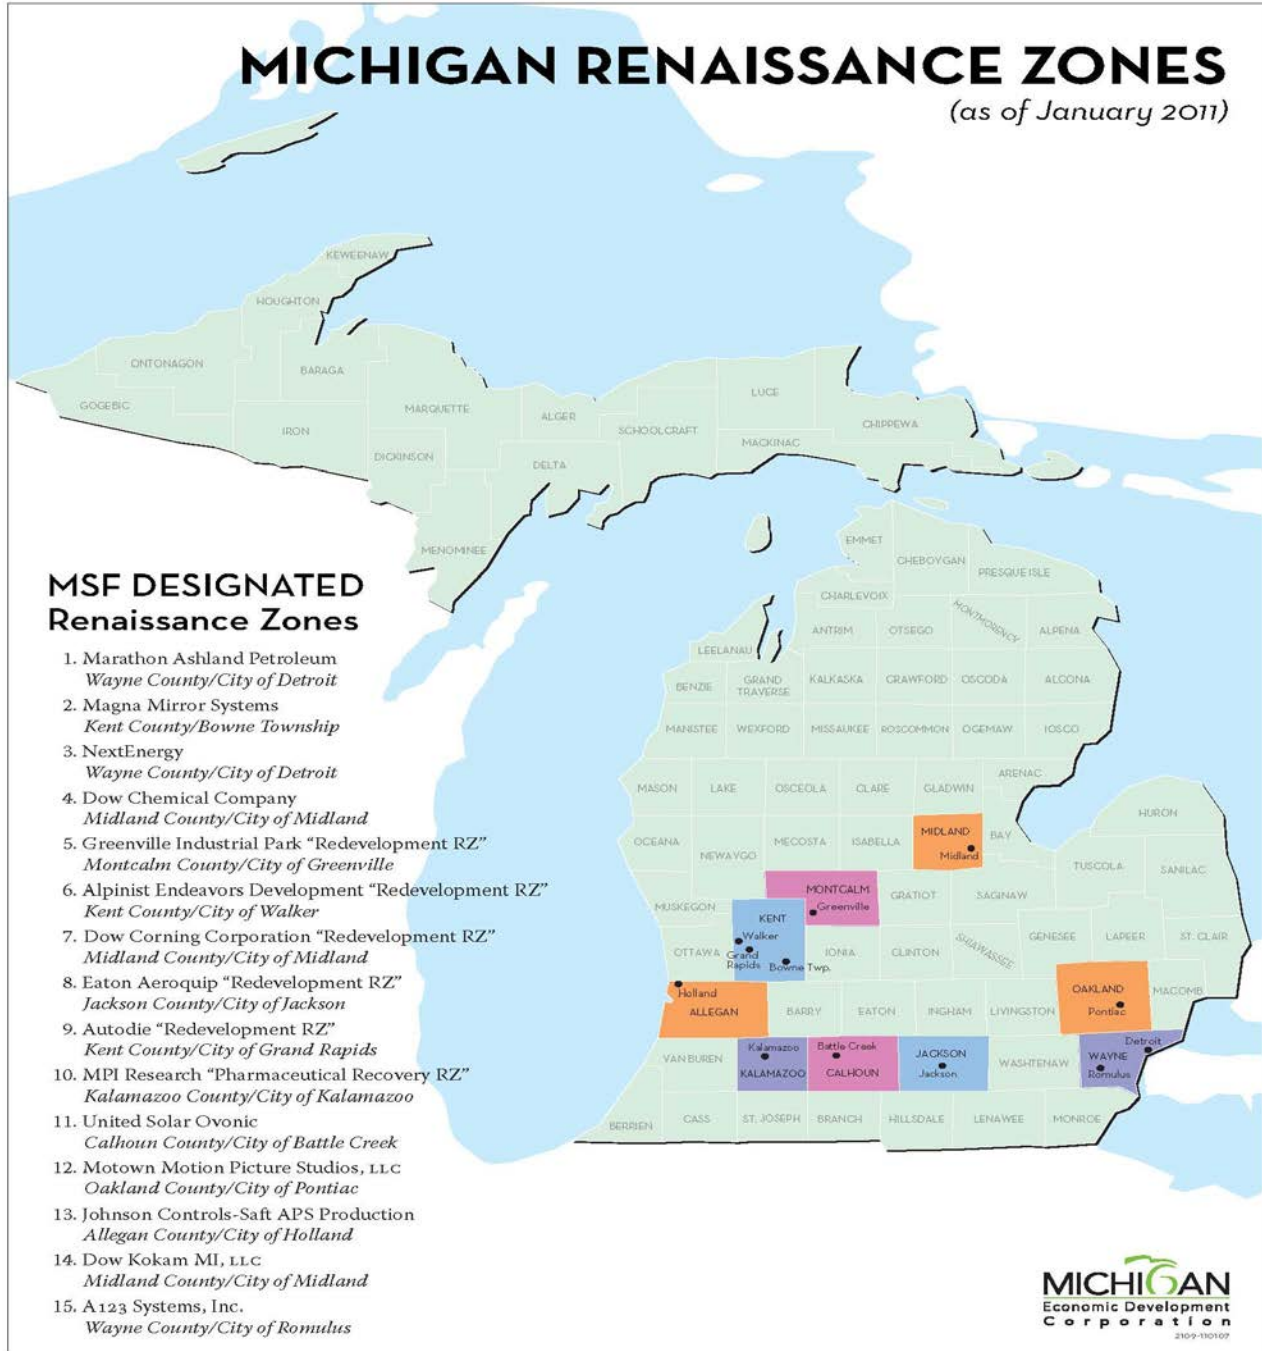 MICHIGAN RENAISSANCE ZONES
(as of January 2011)
KEWEENAW
HOUGHTON
ONTONAGON
BARAGA
GOGEBIC
LUCE
MARQUETTE
ALGER
SCHOOLCRAFT
CHIPPEWA
IRON
MACKINAC
DICKINSON
DELTA
MENOMINEE
EMMET
CHEBOYGAN
PRESQUE ISLE
CHARLEVOIX
MONTMORENCY
ANTRIM
OTSEGO
ALPENA
LEELANAU
BENZIE
GRAND
TRAVERSE
KALKASKA
CRAWFORD
OSCODA
ALCONA
MANISTEE
WEXFORD
MISSAUKEE
ROSCOMMON
OGEMAW
IOSCO
ARENAC
MASON
LAKE
OSCEOLA
CLARE
GLADWIN
HURON
OCEANA
NEWAYGO
MECOSTA
ISABELLA
MIDLAND
Midland
BAY
TUSCOLA
SANILAC
MUSKEGON
MONTCALM
Greenville
GRATIOT
SAGINAW
KENT
Walker
Grand
Rapids
Bowne Twp.
OTTAWA
IONIA
CLINTON
SHIAWASSEE
GENESEE
LAPEER
ST. CLAIR
Holland
ALLEGAN
BARRY
EATON
INGHAM
LIVINGSTON
OAKLAND
Pontiac
MACOMB
VAN BUREN
Kalamazoo
KALAMAZOO
Battle Creek
CALHOUN
JACKSON
Jackson
WASHTENAW
Detroit
WAYNE
Romulus
BERRIEN
CASS
ST. JOSEPH
BRANCH
HILLSDALE
LENAWEE
MONROE
MSF DESIGNATED
Renaissance Zones
1. Marathon Ashland Petroleum
Wayne County/City of Detroit
2. Magna Mirror Systems
Kent County/Bowne Township
3. NextEnergy
Wayne County/City of Detroit
4. Dow Chemical Company
Midland County/City of Midland
5. Greenville Industrial Park “Redevelopment RZ”
Montcalm County/City of Greenville
6. Alpinist Endeavors Development “Redevelopment RZ”
Kent County/City of Walker
7. Dow Corning Corporation “Redevelopment RZ”
Midland County/City of Midland
8. Eaton Aeroquip “Redevelopment RZ”
Jackson County/City of Jackson
9. Autodie “Redevelopment RZ”
Kent County/City of Grand Rapids
10. MPI Research “Pharmaceutical Recovery RZ”
Kalamazoo County/City of Kalamazoo
11. United Solar Ovonic
Calhoun County/City of Battle Creek
12. Motown Motion Picture Studios, LLC
Oakland County/City of Pontiac
13. Johnson Controls-Saft APS Production
Allegan County/City of Holland
14. Dow Kokam MI, LLC
Midland County/City of Midland
15. A123 Systems, Inc.
Wayne County/City of Romulus
MICHIGAN
Economic Development
Corporation
2109-110107